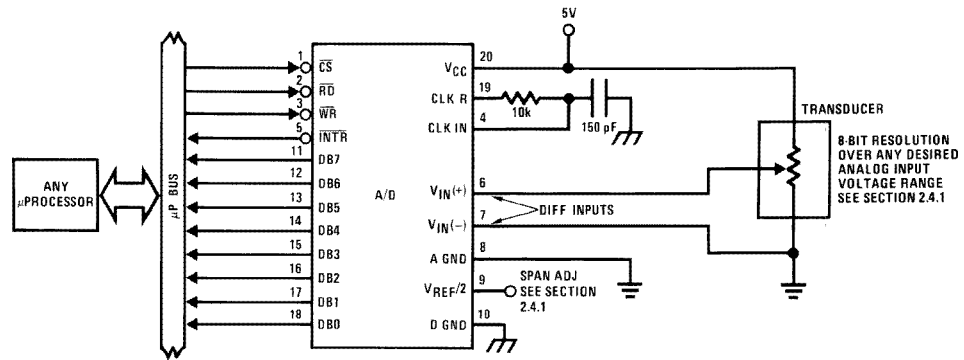 5V
1 CS
2 RD
3 WR
5 INTR
11 DB7
12 DB6
13 DB5
14 DB4
15 DB3
16 DB2
17 DB1
18 DB0
ANY
µPROCESSOR
µP BUS
A/D
VCC 20
CLK R 19
10k
CLK IN 4
150 pF
VIN(+) 6
DIFF INPUTS
VIN(−) 7
A GND 8
VREF/2 9
SPAN ADJ
SEE SECTION
2.4.1
D GND 10
TRANSDUCER
8-BIT RESOLUTION
OVER ANY DESIRED
ANALOG INPUT
VOLTAGE RANGE
SEE SECTION 2.4.1